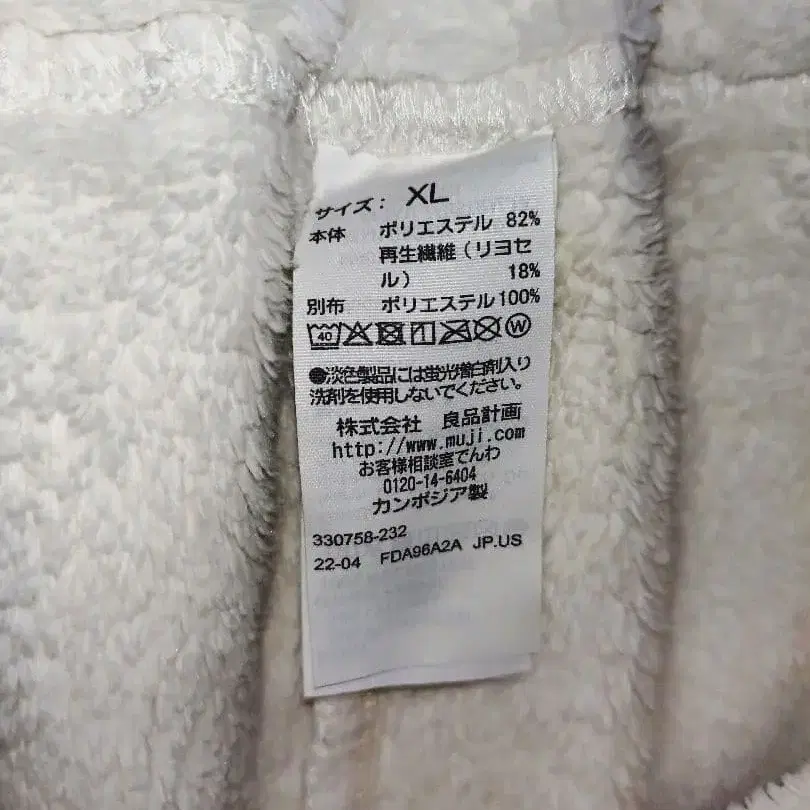 サイズ: XL
本体 ポリエステル 82%
再生繊維(リヨセ
ル) 18%
別布 ポリエステル100%
40 W
●淡色製品には蛍光増白剤入り
洗剤を使用しないでください。
株式会社 良品計画
http://www.muji.com
お客様相談室でんわ
0120-14-6404
カンボジア製
330758-232
22-04 FDA96A2A JP.US